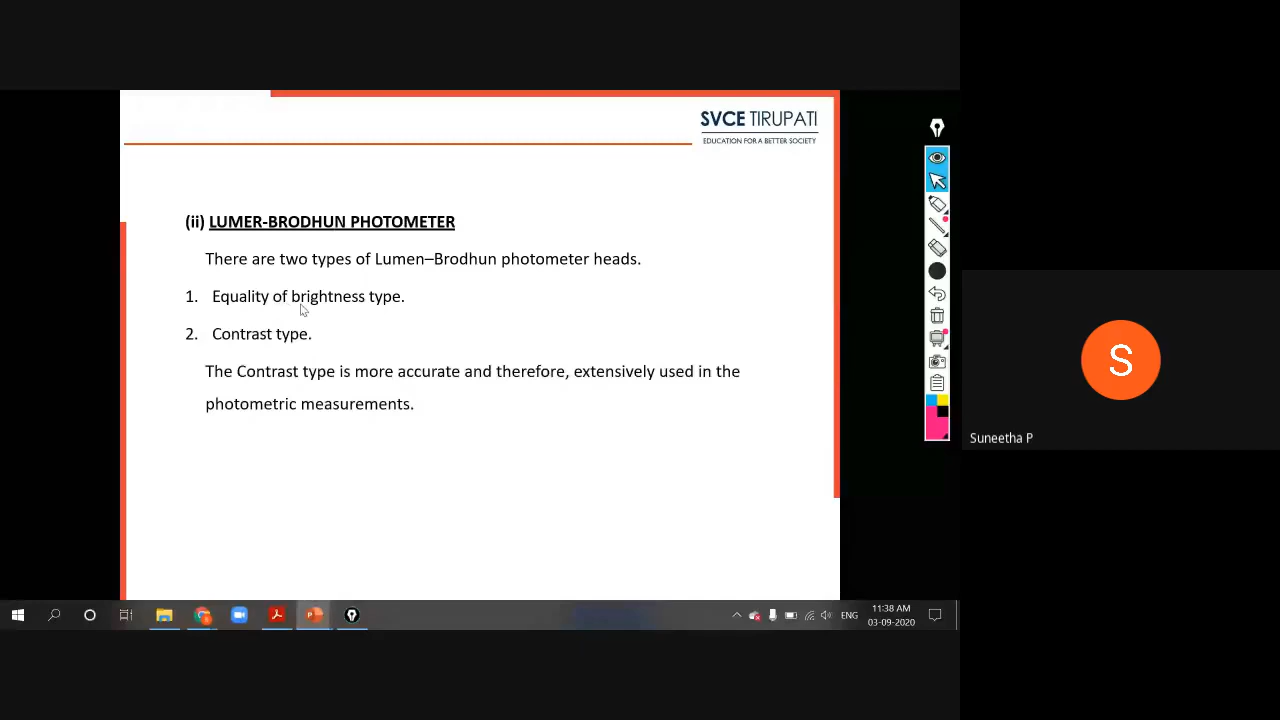 SVCE TIRUPATI
EDUCATION FOR A BETTER SOCIETY
(ii) LUMER-BRODHUN PHOTOMETER
There are two types of Lumen–Brodhun photometer heads.
1. Equality of brightness type.
2. Contrast type.
The Contrast type is more accurate and therefore, extensively used in the
photometric measurements.
S
Suneetha P
ENG
11:38 AM
03-09-2020